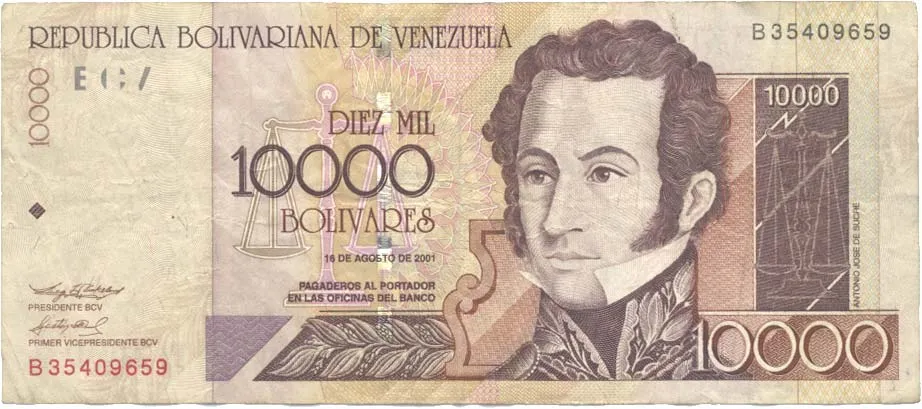 REPUBLICA BOLIVARIANA DE VENEZUELA
B35409659
10000
10000
DIEZ MIL
10000
BOLIVARES
16 DE AGOSTO DE 2001
PAGADEROS AL PORTADOR
EN LAS OFICINAS DEL BANCO
ANTONIO JOSE DE SUCRE
PRESIDENTE BCV
PRIMER VICEPRESIDENTE BCV
B35409659
10000